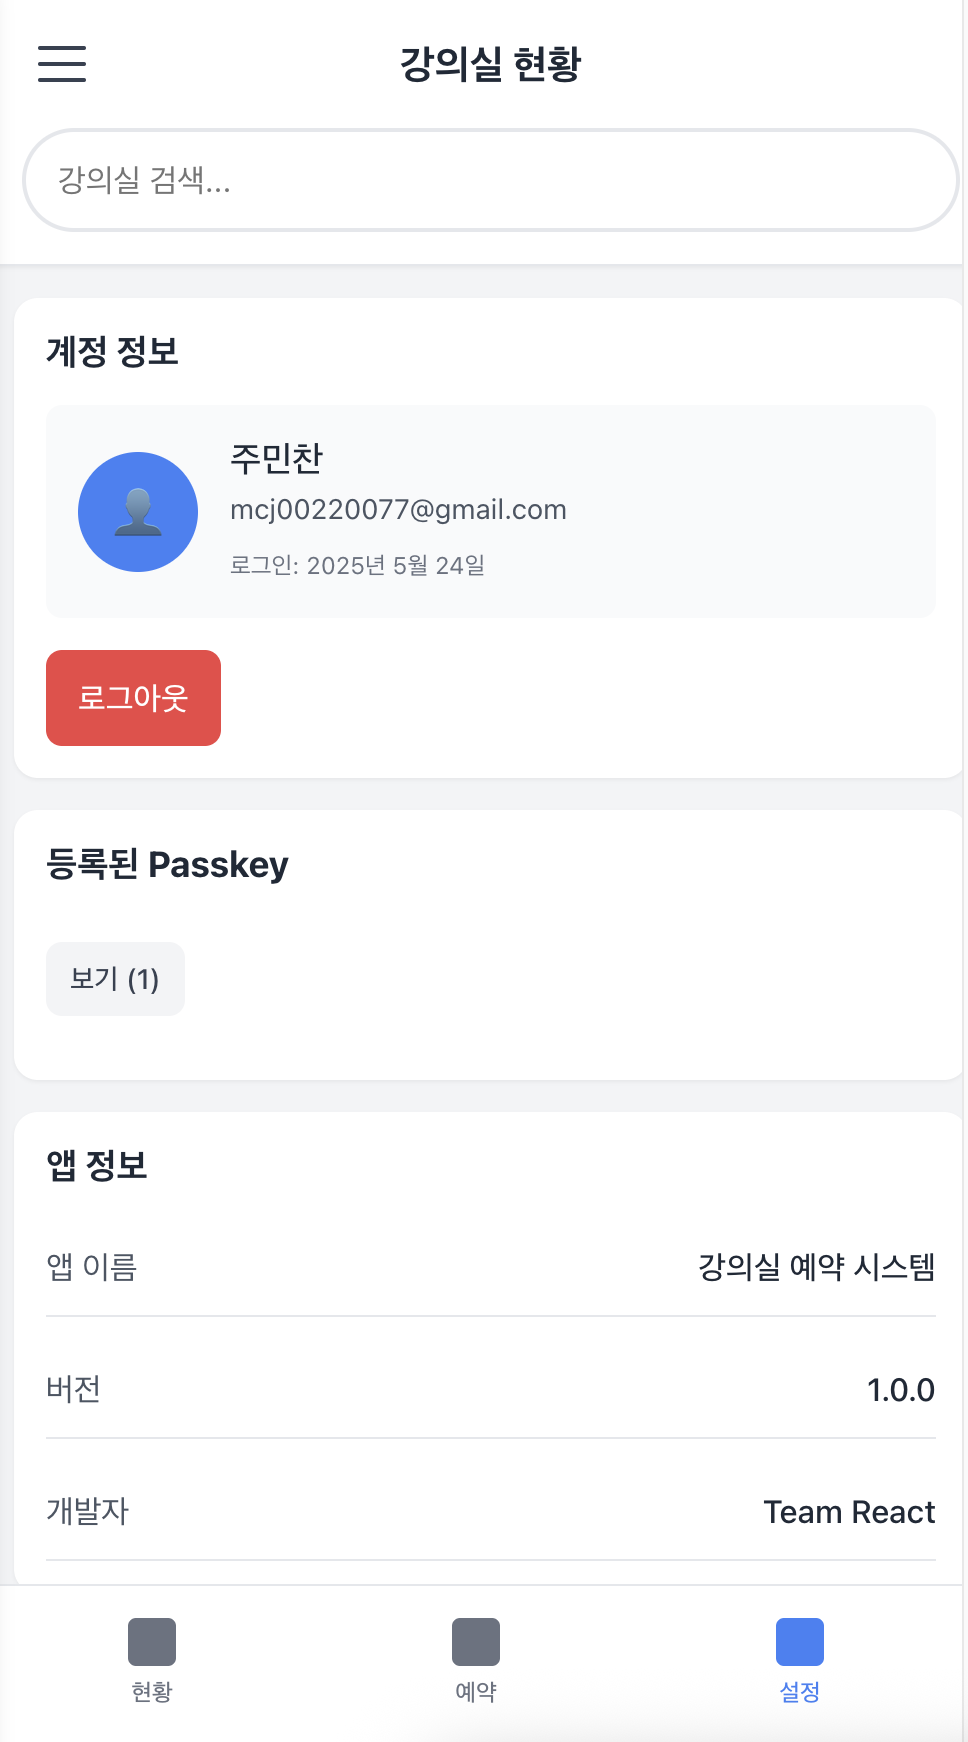 강의실 현황
강의실 검색...
계정 정보
주민찬
mcj00220077@gmail.com
로그인: 2025년 5월 24일
로그아웃
등록된 Passkey
보기 (1)
앱 정보
앱 이름 강의실 예약 시스템
버전 1.0.0
개발자 Team React
현황 예약 설정